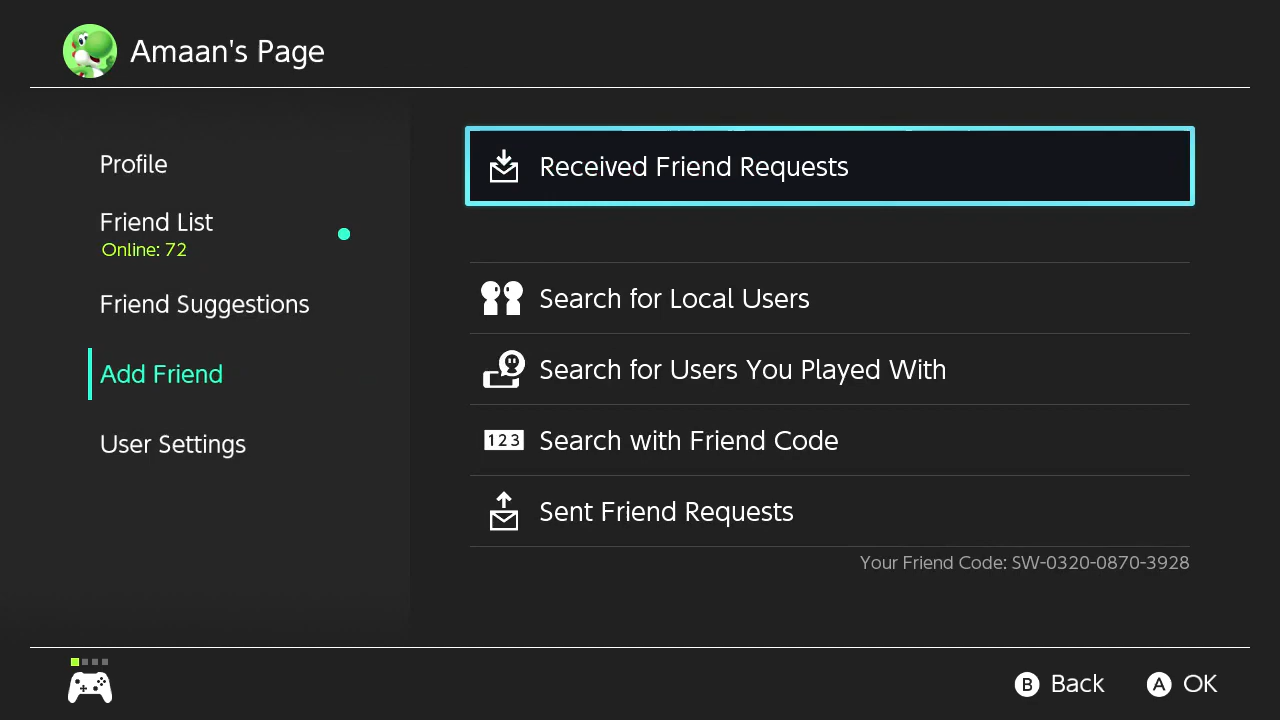 Amaan's Page
Profile
Friend List
Online: 72
Friend Suggestions
Add Friend
User Settings
Received Friend Requests
Search for Local Users
Search for Users You Played With
123 Search with Friend Code
Sent Friend Requests
Your Friend Code: SW-0320-0870-3928
B Back
A OK